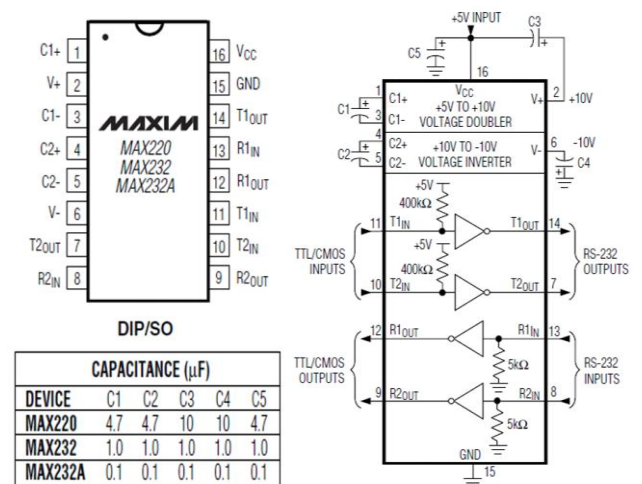 C1+ 1
V+ 2
C1- 3
C2+ 4
C2- 5
V- 6
T2OUT 7
R2IN 8
16 VCC
15 GND
14 T1OUT
13 R1IN
12 R1OUT
11 T1IN
10 T2IN
9 R2OUT
MAXIM
MAX220
MAX232
MAX232A
DIP/SO
CAPACITANCE (μF)
DEVICE C1 C2 C3 C4 C5
MAX220 4.7 4.7 10 10 4.7
MAX232 1.0 1.0 1.0 1.0 1.0
MAX232A 0.1 0.1 0.1 0.1 0.1
+5V INPUT
C3
C5
16
VCC
1 C1+
C1
3 C1-
+5V TO +10V
VOLTAGE DOUBLER
V+ 2 +10V
4 C2+
C2
5 C2-
+10V TO -10V
VOLTAGE INVERTER
V- 6 -10V
C4
+5V
400kΩ
11 T1IN
T1OUT 14
+5V
400kΩ
TTL/CMOS
INPUTS
RS-232
OUTPUTS
10 T2IN
T2OUT 7
12 R1OUT
R1IN 13
5kΩ
TTL/CMOS
OUTPUTS
RS-232
INPUTS
9 R2OUT
R2IN 8
5kΩ
GND
15